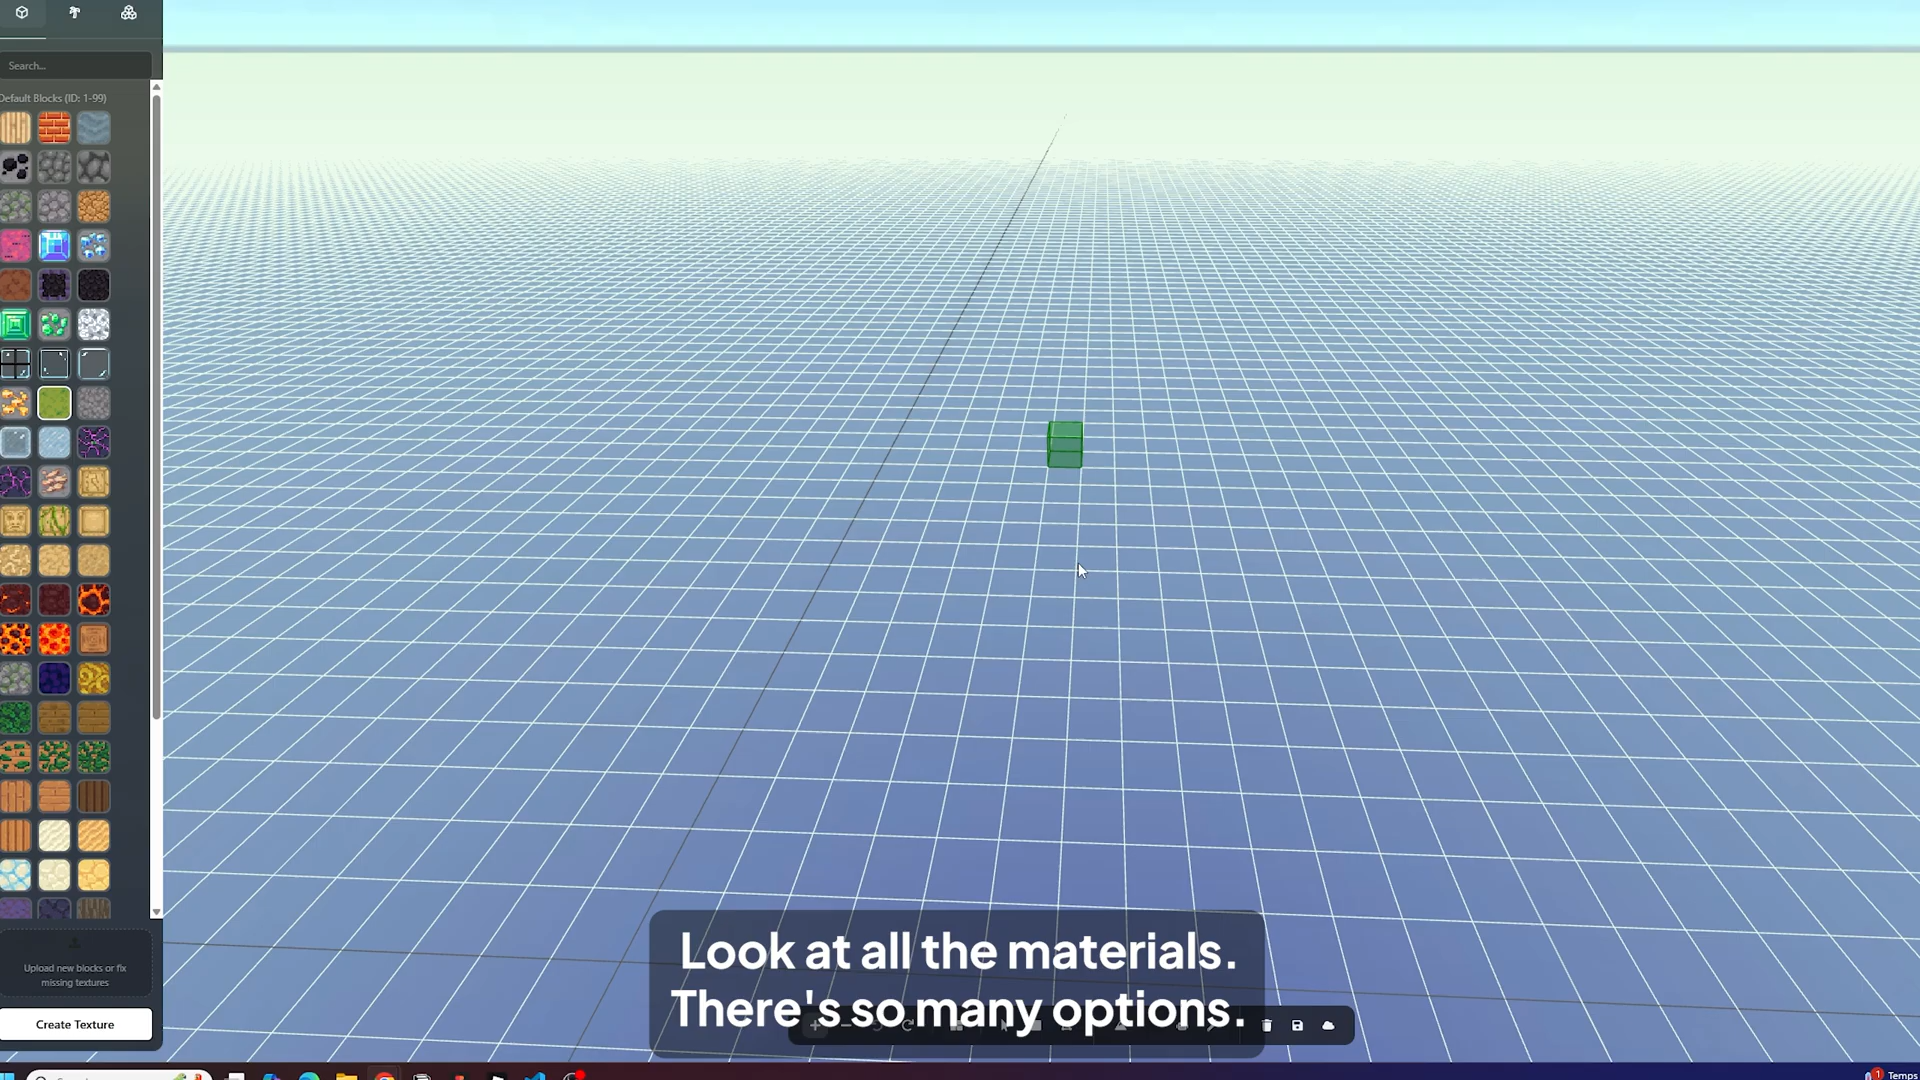 Search...
Default Blocks (ID: 1-99)
Upload new blocks or fix
missing textures
Create Texture
Look at all the materials.
There's so many options.
1
Temps